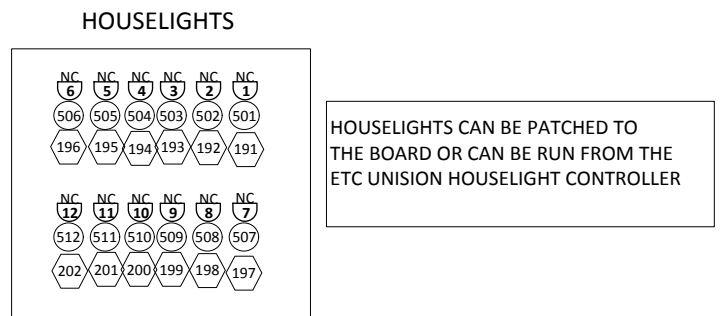 HOUSELIGHTS
NC NC NC NC NC NC
6 5 4 3 2 1
506 505 504 503 502 501
196 195 194 193 192 191
HOUSELIGHTS CAN BE PATCHED TO
THE BOARD OR CAN BE RUN FROM THE
ETC UNISION HOUSELIGHT CONTROLLER
NC NC NC NC NC NC
12 11 10 9 8 7
512 511 510 509 508 507
202 201 200 199 198 197